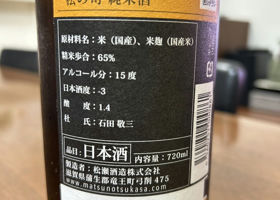 松の司 純米酒
原材料名：米（国産）、米麹（国産米）
精米歩合：65%
アルコール分：15度
日本酒度：-3
酸　度：1.4
杜　氏：石田 敬三
品目：日本酒 内容量：720ml
製造者：松瀬酒造株式会社
滋賀県蒲生郡竜王町弓削 475
www.matsunotsukasa.com